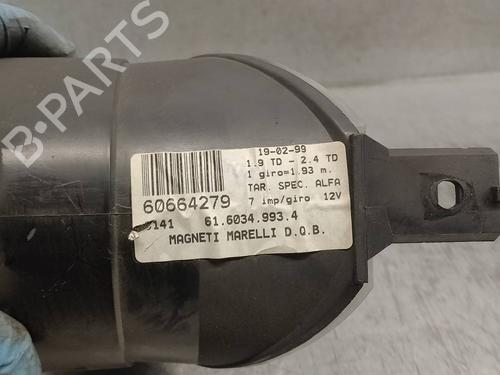 19-02-99
1.9 TD - 2.4 TD
1 giro=1.93 m.
TAR. SPEC. ALFA
60664279 7 imp/giro 12V
141 61.6034.993.4
MAGNETI MARELLI D.Q.B.
B-PARTS